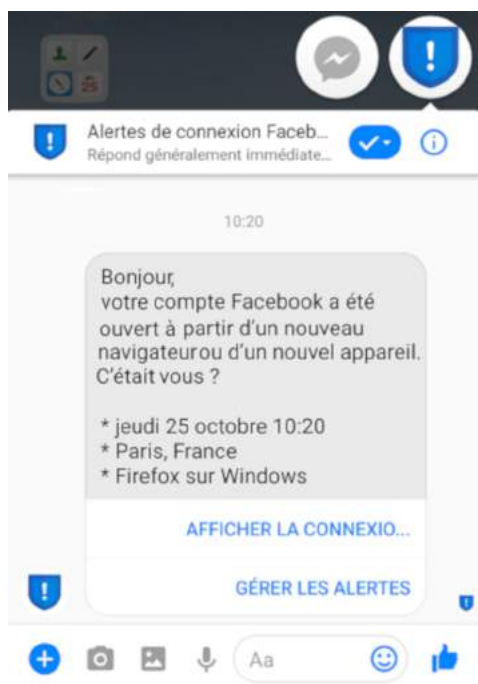 25
Alertes de connexion Faceb...
Répond généralement immédiate...
10:20
Bonjour,
votre compte Facebook a été
ouvert à partir d'un nouveau
navigateurou d'un nouvel appareil.
C'était vous ?
* jeudi 25 octobre 10:20
* Paris, France
* Firefox sur Windows
AFFICHER LA CONNEXIO...
GÉRER LES ALERTES
Aa